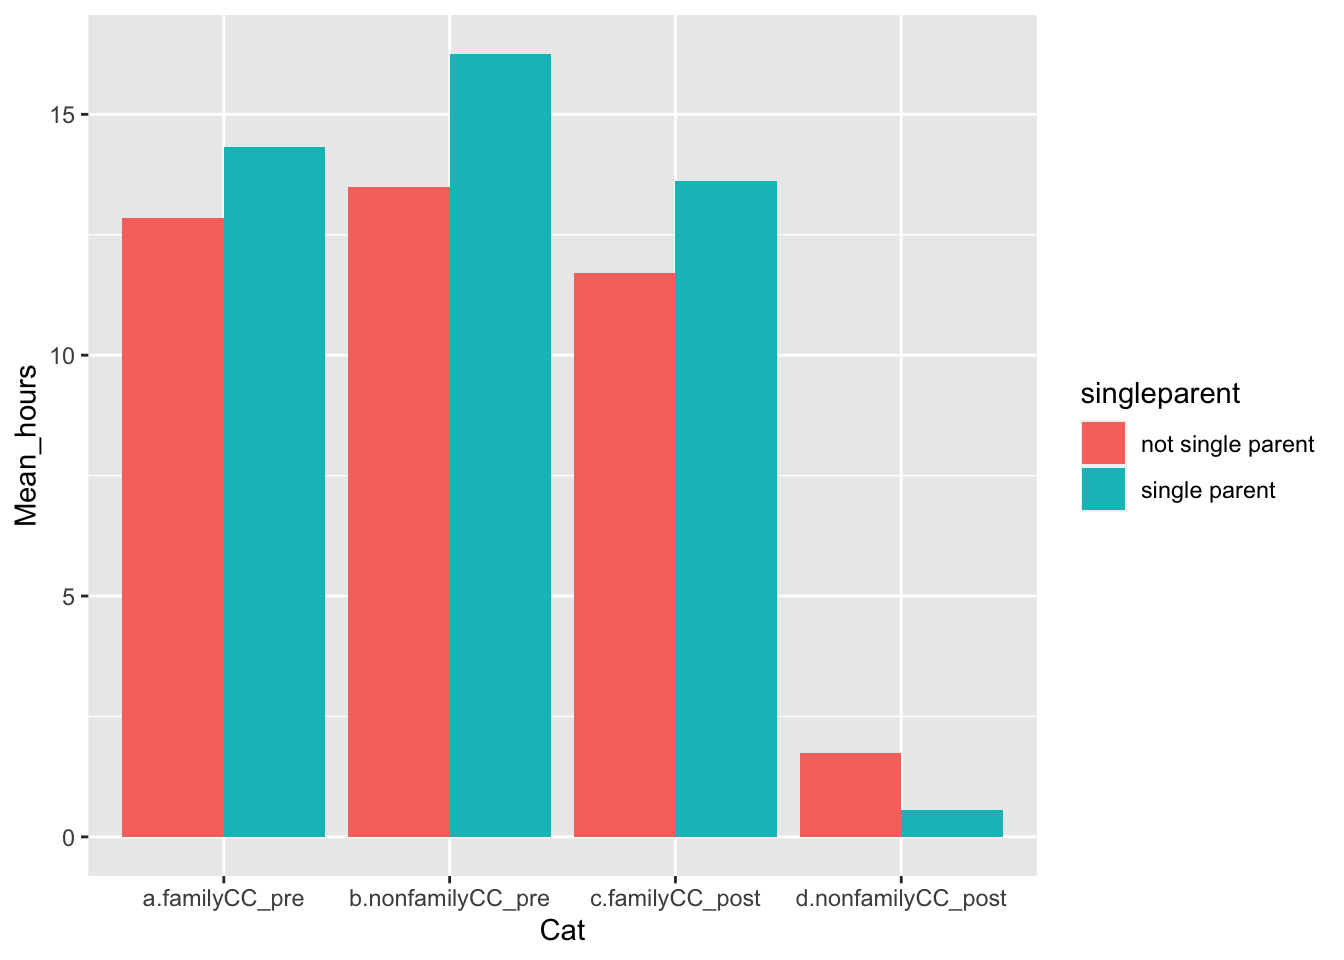 Mean_hours
15
10
5
0
a.familyCC_pre
b.nonfamilyCC_pre
c.familyCC_post
d.nonfamilyCC_post
Cat
singleparent
not single parent
single parent